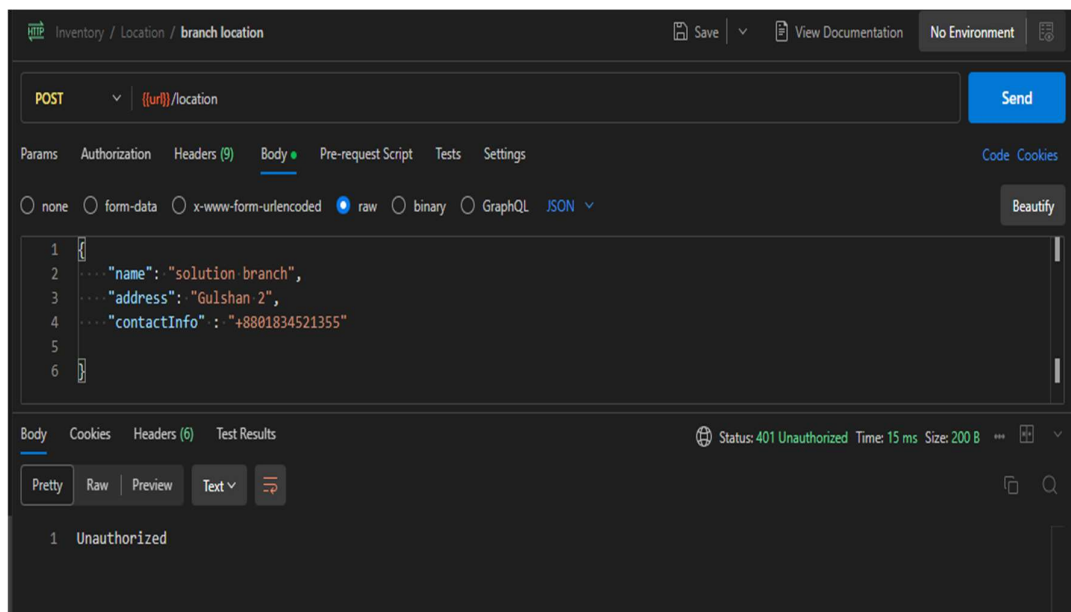 HTTP Inventory / Location / branch location Save View Documentation No Environment
POST {{url}}/location Send
Params Authorization Headers (9) Body Pre-request Script Tests Settings Code Cookies
none form-data x-www-form-urlencoded raw binary GraphQL JSON Beautify
1 {
2 "name": "solution branch",
3 "address": "Gulshan 2",
4 "contactInfo" : "+8801834521355"
5
6 }
Body Cookies Headers (6) Test Results Status: 401 Unauthorized Time: 15 ms Size: 200 B
Pretty Raw Preview Text
1 Unauthorized